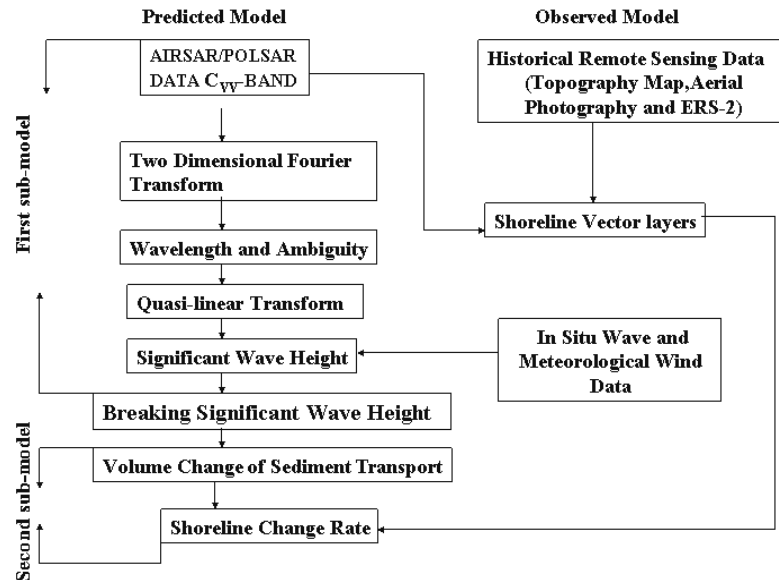 Predicted Model
Observed Model
AIRSAR/POLSAR
DATA C_VV-BAND
Historical Remote Sensing Data
(Topography Map,Aerial
Photography and ERS-2)
First sub-model
Two Dimensional Fourier
Transform
Shoreline Vector layers
Wavelength and Ambiguity
Quasi-linear Transform
Significant Wave Height
In Situ Wave and
Meteorological Wind
Data
Breaking Significant Wave Height
Second sub-model
Volume Change of Sediment Transport
Shoreline Change Rate